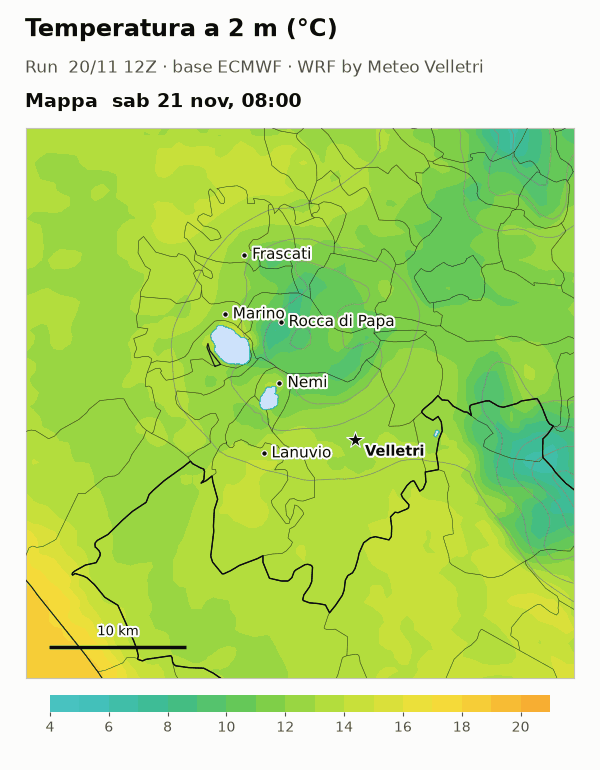 Temperatura a 2 m (°C)
Run  20/11 12Z · base ECMWF · WRF by Meteo Velletri
Mappa  sab 21 nov, 08:00
Frascati
Marino
Rocca di Papa
Nemi
Velletri
Lanuvio
10 km
4 6 8 10 12 14 16 18 20